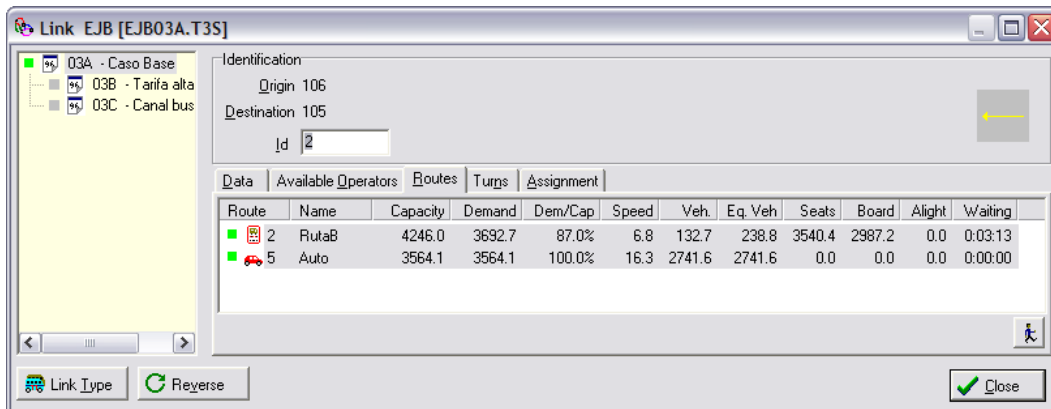 Link EJB [EJB03A.T3S]
03A - Caso Base
03B - Tarifa alta
03C - Canal bus
Identification
Origin 106
Destination 105
Id 2
Data Available Operators Routes Turns Assignment
Route Name Capacity Demand Dem/Cap Speed Veh. Eq. Veh Seats Board Alight Waiting
2 RutaB 4246.0 3692.7 87.0% 6.8 132.7 238.8 3540.4 2987.2 0.0 0:03:13
5 Auto 3564.1 3564.1 100.0% 16.3 2741.6 2741.6 0.0 0.0 0.0 0:00:00
Link Type Reverse Close